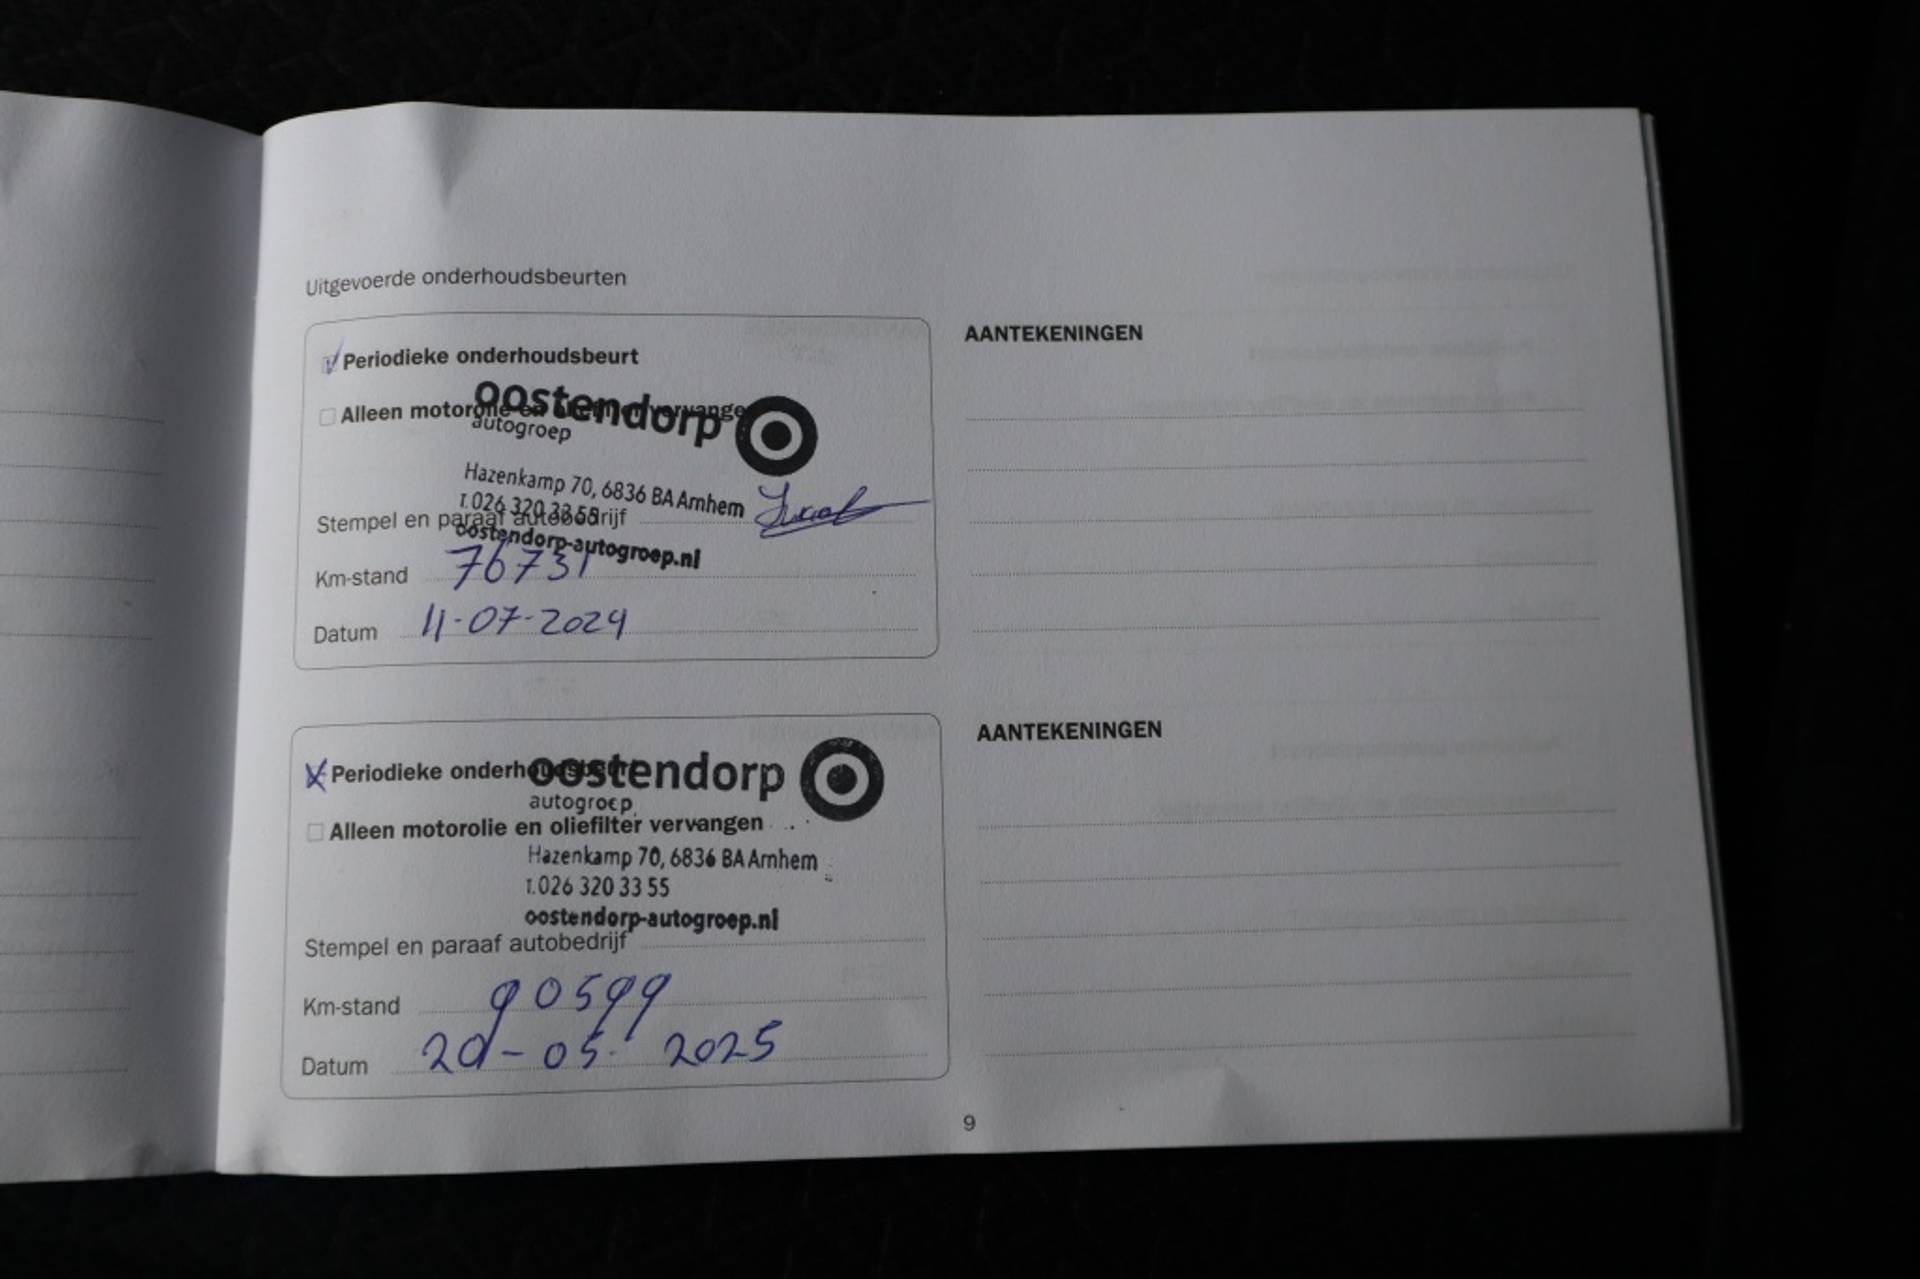 Uitgevoerde onderhoudsbeurten
Periodieke onderhoudsbeurt
oostendorp
Alleen motorolie en oliefilter vervangen
autogroep
Hazenkamp 70, 6836 BA Arnhem
T.026 320 33 55
Stempel en paraaf autobedrijf
oostendorp-autogroep.nl
Km-stand 76731
Datum 11-07-2024
AANTEKENINGEN
Periodieke onderhoudsbeurt
oostendorp
autogroep
Alleen motorolie en oliefilter vervangen
Hazenkamp 70, 6836 BA Arnhem
T.026 320 33 55
oostendorp-autogroep.nl
Stempel en paraaf autobedrijf
Km-stand 90599
Datum 20-05-2025
AANTEKENINGEN
9